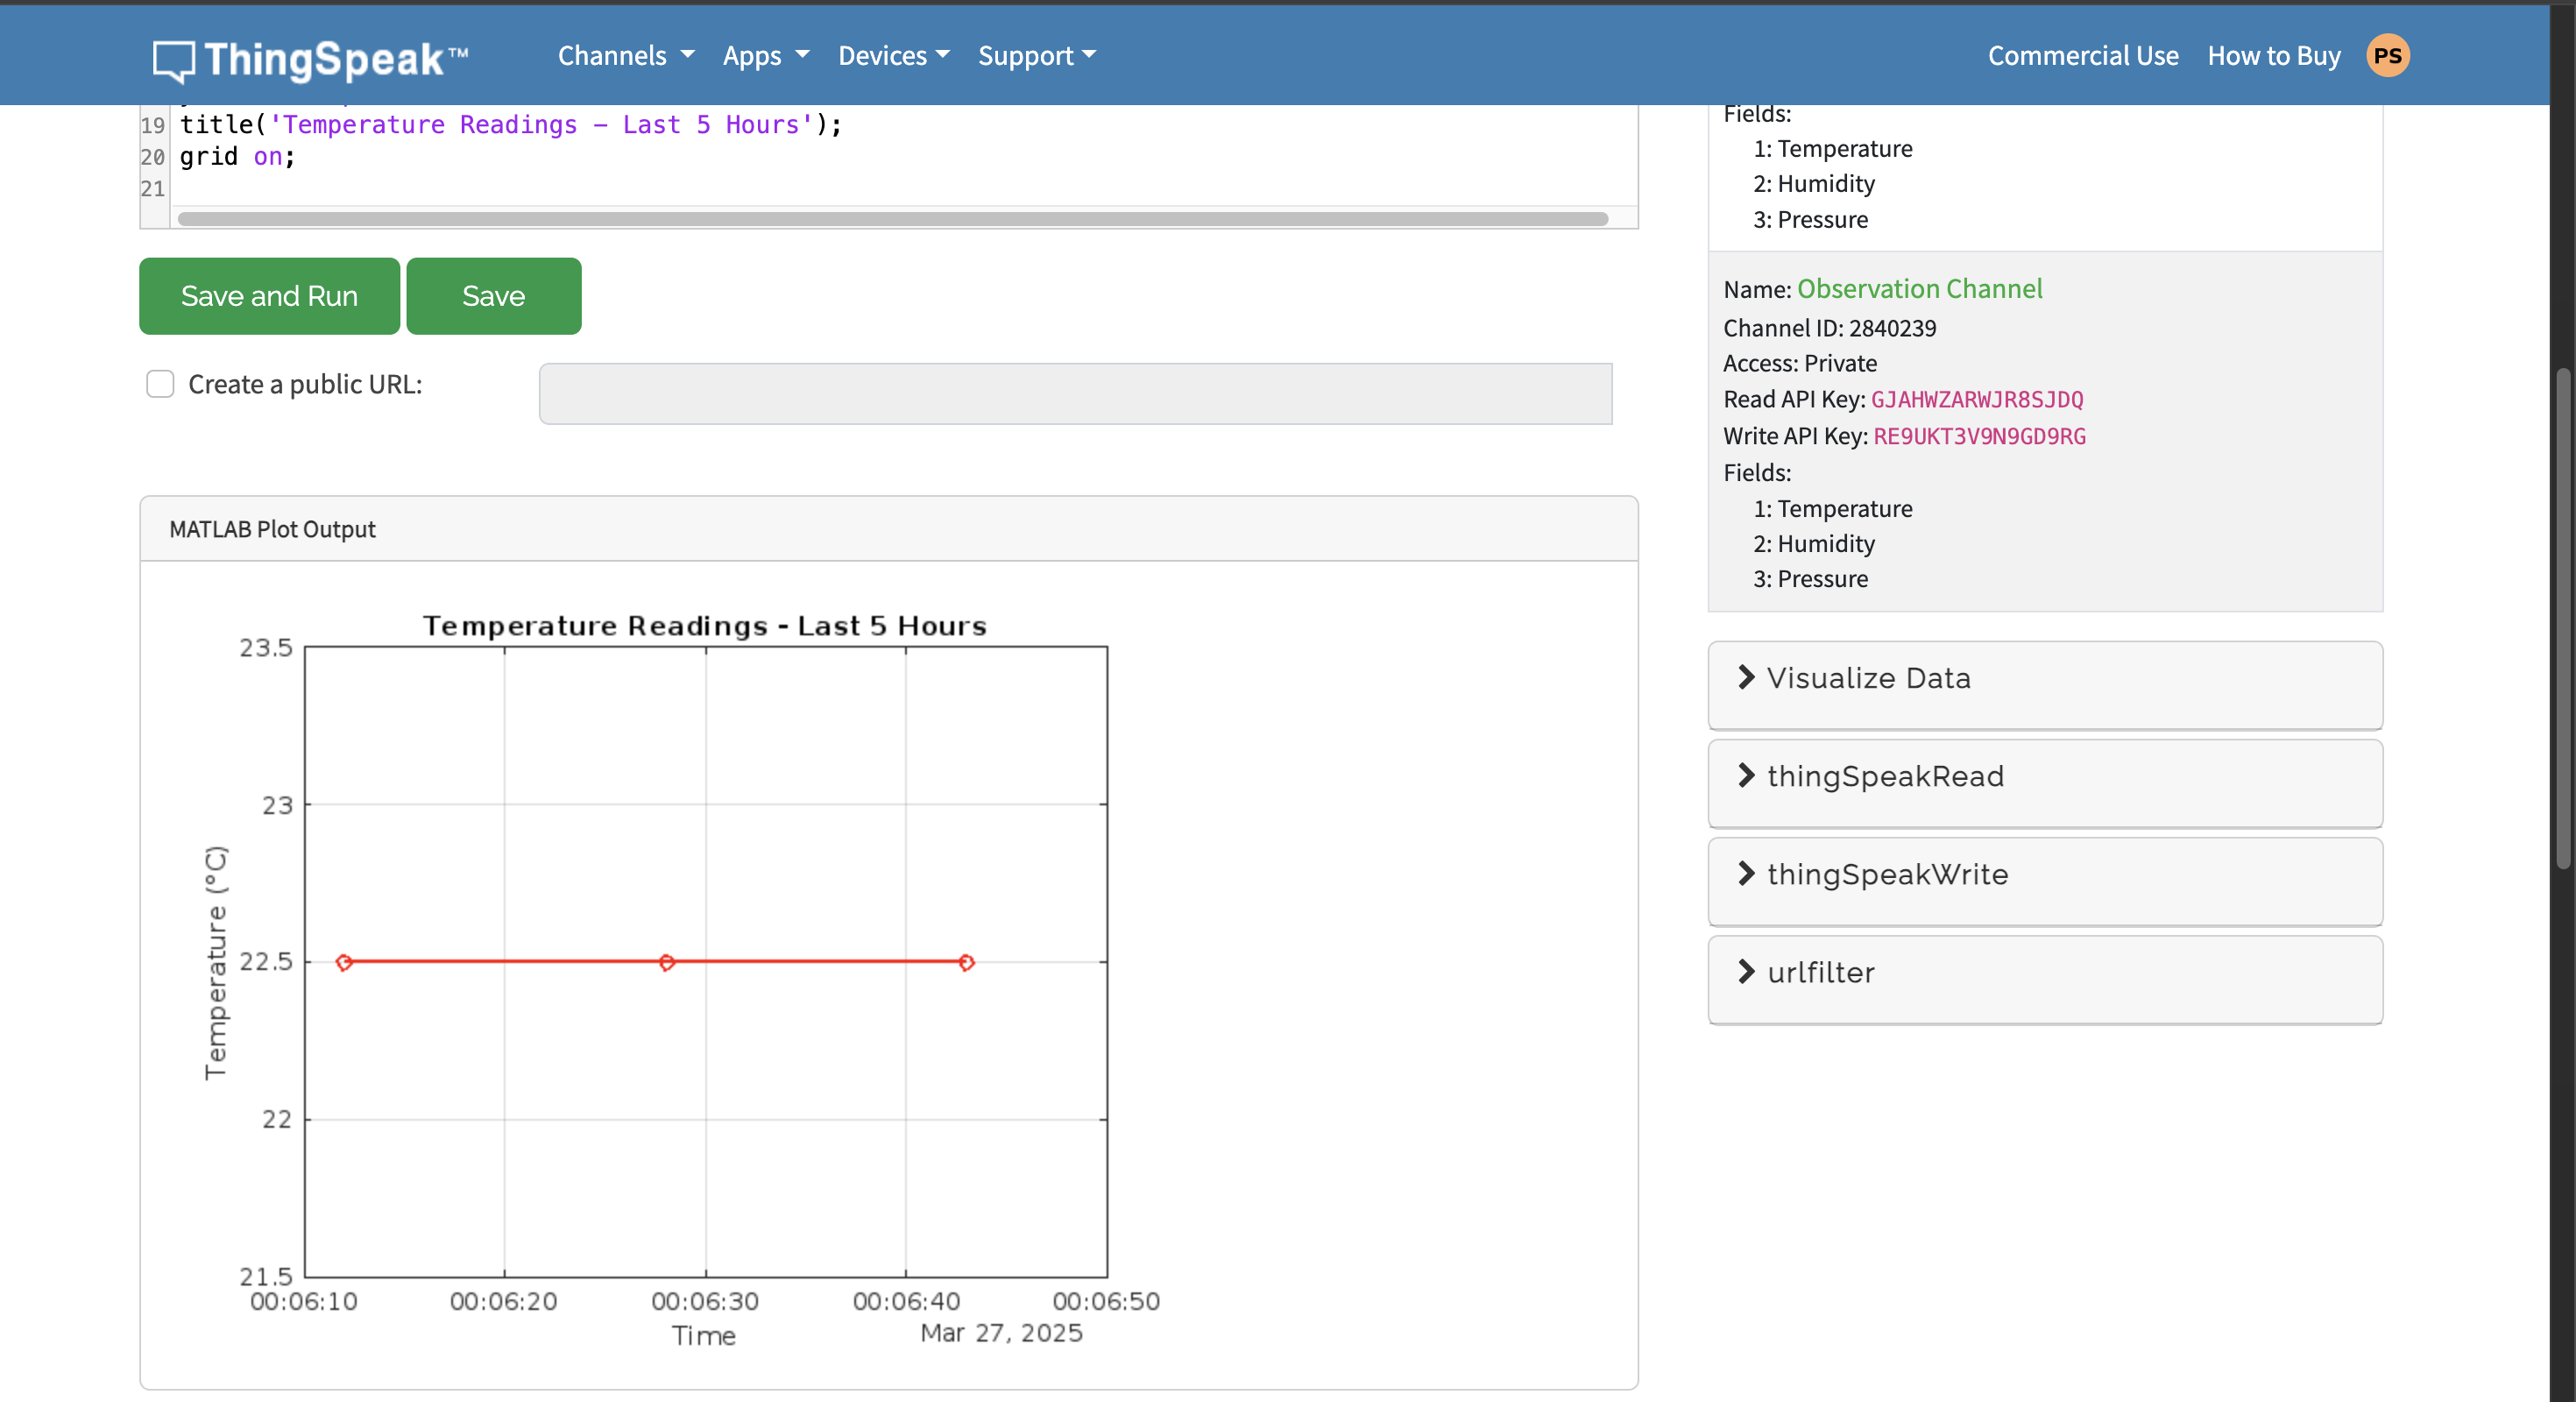 ThingSpeak™
Channels Apps Devices Support
Commercial Use How to Buy PS
19 title('Temperature Readings – Last 5 Hours');
20 grid on;
21
Save and Run Save
Create a public URL:
MATLAB Plot Output
Temperature Readings - Last 5 Hours
23.5
23
22.5
22
21.5
Temperature (°C)
00:06:10 00:06:20 00:06:30 00:06:40 00:06:50
Time
Mar 27, 2025
Fields:
1: Temperature
2: Humidity
3: Pressure
Name: Observation Channel
Channel ID: 2840239
Access: Private
Read API Key: GJAHWZARWJR8SJDQ
Write API Key: RE9UKT3V9N9GD9RG
Fields:
1: Temperature
2: Humidity
3: Pressure
Visualize Data
thingSpeakRead
thingSpeakWrite
urlfilter